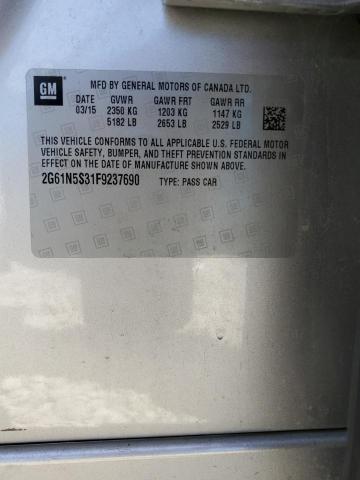 GM MFD BY GENERAL MOTORS OF CANADA LTD.
DATE GVWR GAWR FRT GAWR RR
03/15 2350 KG 1203 KG 1147 KG
5182 LB 2653 LB 2529 LB
THIS VEHICLE CONFORMS TO ALL APPLICABLE U.S. FEDERAL MOTOR
VEHICLE SAFETY, BUMPER, AND THEFT PREVENTION STANDARDS IN
EFFECT ON THE DATE OF MANUFACTURE SHOWN ABOVE.
2G61N5S31F9237690 TYPE: PASS CAR